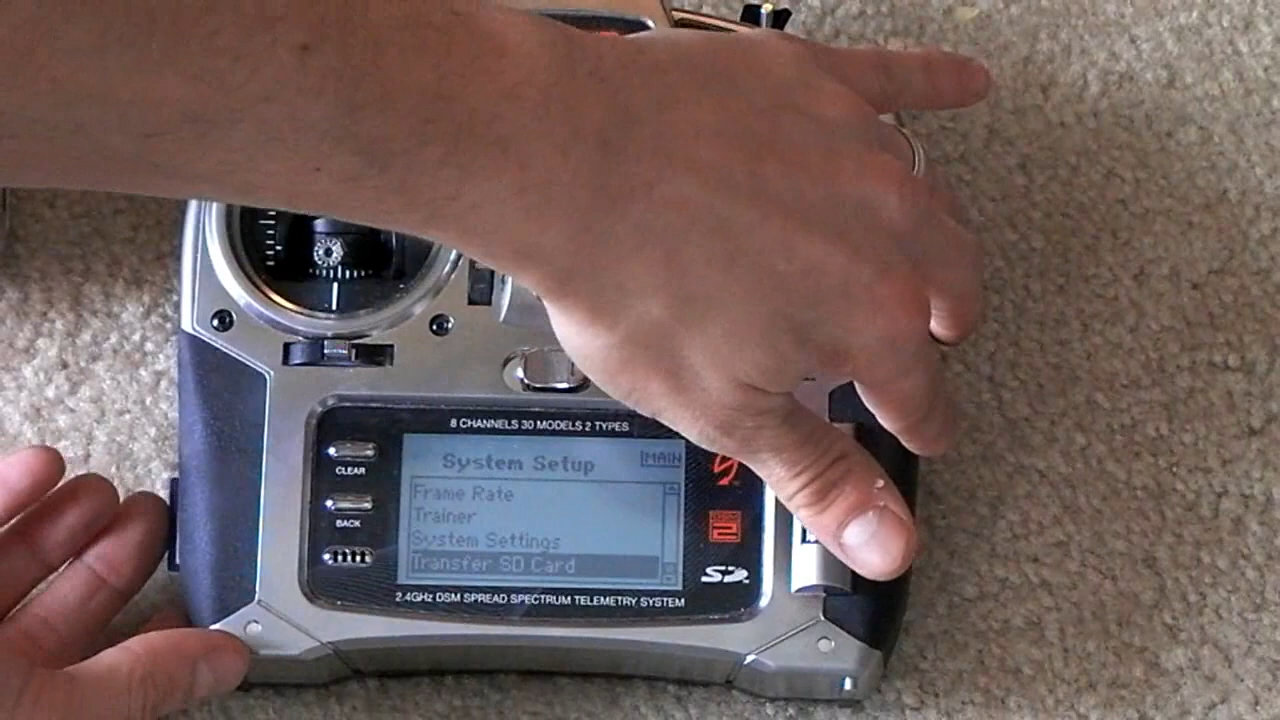 8 CHANNELS 30 MODELS 2 TYPES
System Setup
MAIN
CLEAR
Frame Rate
Trainer
BACK
System Settings
Transfer SD Card
2
SD
2.4GHz DSM SPREAD SPECTRUM TELEMETRY SYSTEM